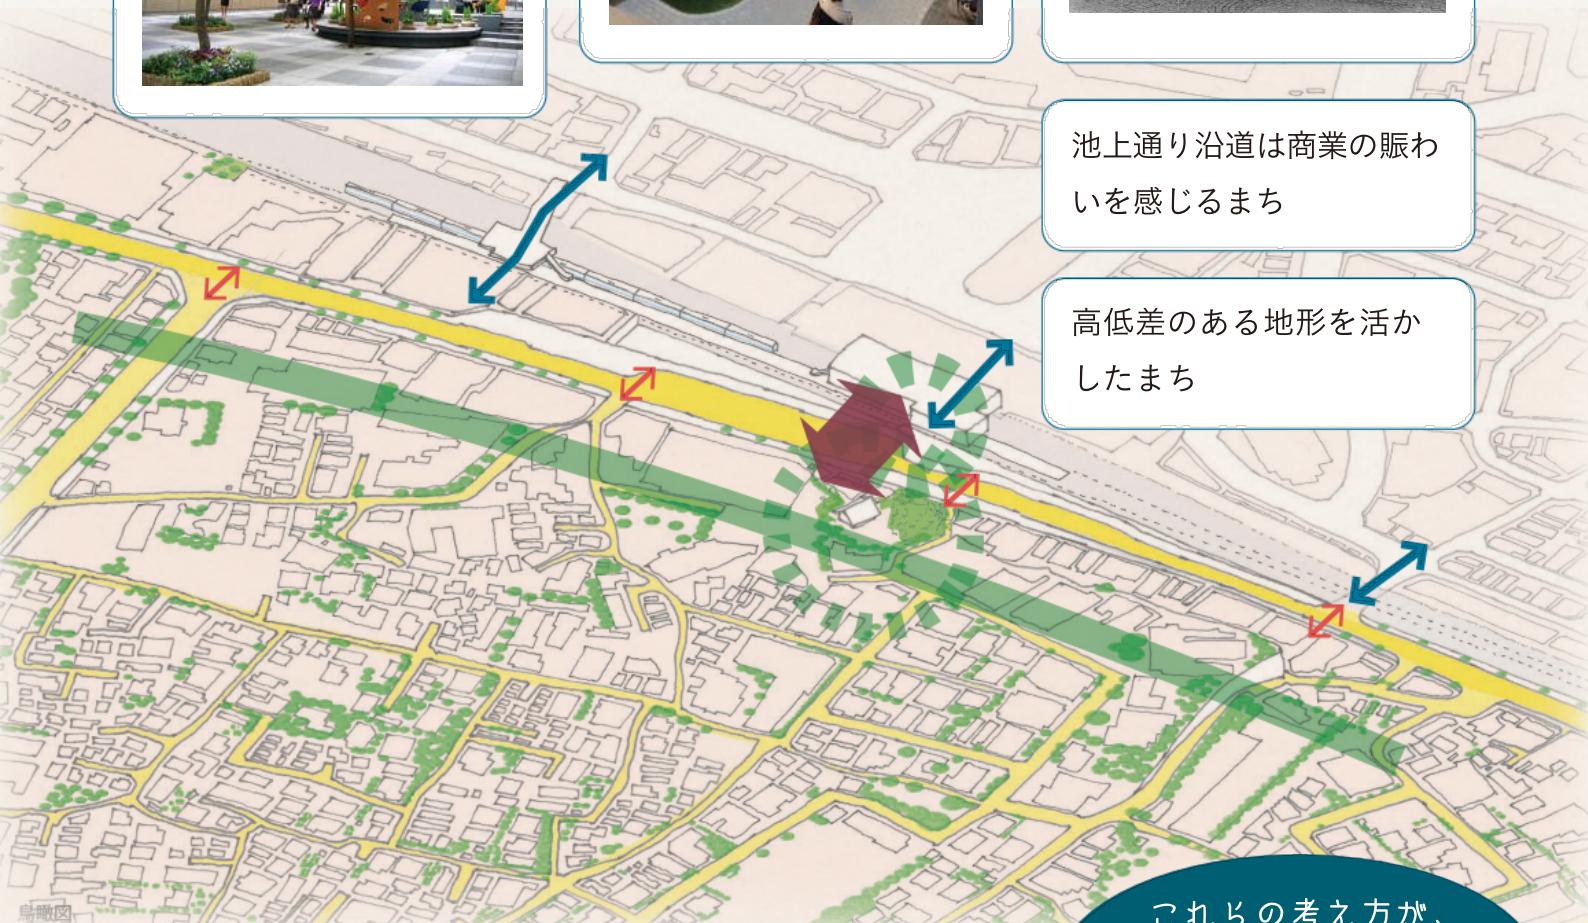 池上通り沿道は商業の賑わ
いを感じるまち
高低差のある地形を活か
したまち
鳥瞰図
これらの考え方が、